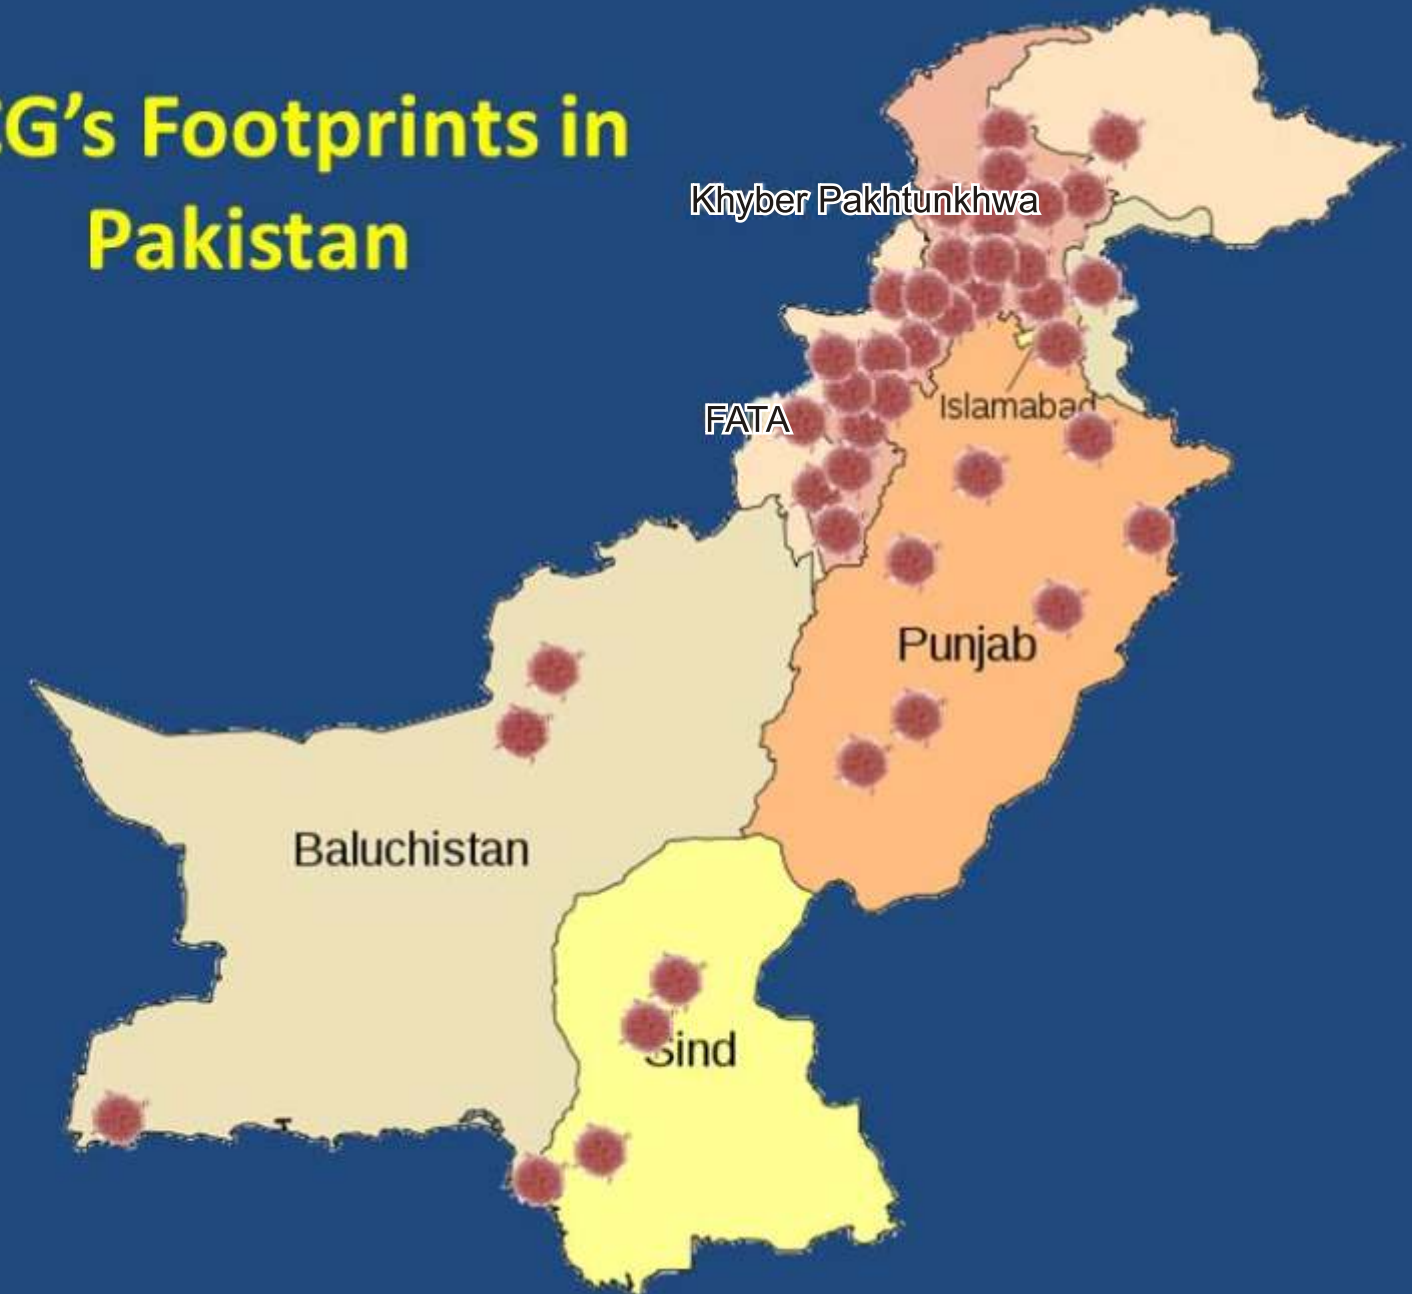 G's Footprints in
Pakistan
Khyber Pakhtunkhwa
FATA
Islamabad
Punjab
Baluchistan
Sind